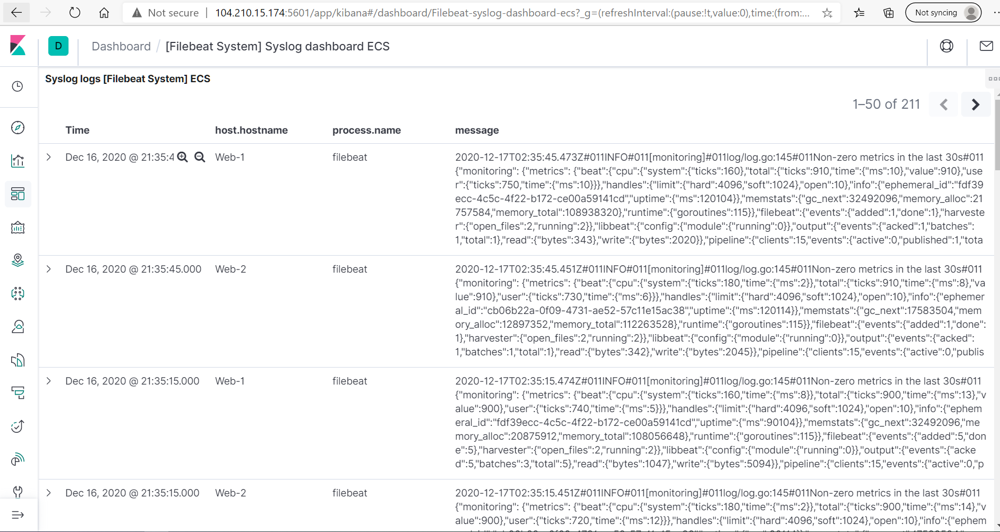 Not secure | 104.210.15.174:5601/app/kibana#/dashboard/Filebeat-syslog-dashboard-ecs?_g=(refreshInterval:(pause:!t,value:0),time:(from:... Not syncing
D Dashboard / [Filebeat System] Syslog dashboard ECS
Syslog logs [Filebeat System] ECS
1–50 of 211
Time host.hostname process.name message
Dec 16, 2020 @ 21:35:4 Web-1 filebeat 2020-12-17T02:35:45.473Z#011INFO#011[monitoring]#011log/log.go:145#011Non-zero metrics in the last 30s#011
{"monitoring": {"metrics": {"beat":{"cpu":{"system":{"ticks":160},"total":{"ticks":910,"time":{"ms":10},"value":910},"use
r":{"ticks":750,"time":{"ms":10}}},"handles":{"limit":{"hard":4096,"soft":1024},"open":10},"info":{"ephemeral_id":"fdf39
ecc-4c5c-4f22-b172-ce00a59141cd","uptime":{"ms":120104}},"memstats":{"gc_next":32492096,"memory_alloc":21
757584,"memory_total":108938320},"runtime":{"goroutines":115}},"filebeat":{"events":{"added":1,"done":1},"harveste
r":{"open_files":2,"running":2}},"libbeat":{"config":{"module":{"running":0}},"output":{"events":{"acked":1,"batches":
1,"total":1},"read":{"bytes":343},"write":{"bytes":2020}},"pipeline":{"clients":15,"events":{"active":0,"published":1,"tota
Dec 16, 2020 @ 21:35:45.000 Web-2 filebeat 2020-12-17T02:35:45.451Z#011INFO#011[monitoring]#011log/log.go:145#011Non-zero metrics in the last 30s#011
{"monitoring": {"metrics": {"beat":{"cpu":{"system":{"ticks":180,"time":{"ms":2}},"total":{"ticks":910,"time":{"ms":8},"va
lue":910},"user":{"ticks":730,"time":{"ms":6}}},"handles":{"limit":{"hard":4096,"soft":1024},"open":10},"info":{"ephemer
al_id":"cb06b22a-0f09-4731-ae52-57c11e15ac38","uptime":{"ms":120114}},"memstats":{"gc_next":17583504,"mem
ory_alloc":12897352,"memory_total":112263528},"runtime":{"goroutines":115}},"filebeat":{"events":{"added":1,"done":
1},"harvester":{"open_files":2,"running":2}},"libbeat":{"config":{"module":{"running":0}},"output":{"events":{"acked":
1,"batches":1,"total":1},"read":{"bytes":342},"write":{"bytes":2045}},"pipeline":{"clients":15,"events":{"active":0,"publis
Dec 16, 2020 @ 21:35:15.000 Web-1 filebeat 2020-12-17T02:35:15.474Z#011INFO#011[monitoring]#011log/log.go:145#011Non-zero metrics in the last 30s#011
{"monitoring": {"metrics": {"beat":{"cpu":{"system":{"ticks":160,"time":{"ms":8}},"total":{"ticks":900,"time":{"ms":13},"v
alue":900},"user":{"ticks":740,"time":{"ms":5}}},"handles":{"limit":{"hard":4096,"soft":1024},"open":10},"info":{"ephem
eral_id":"fdf39ecc-4c5c-4f22-b172-ce00a59141cd","uptime":{"ms":90104}},"memstats":{"gc_next":32492096,"me
mory_alloc":20875912,"memory_total":108056648},"runtime":{"goroutines":115}},"filebeat":{"events":{"added":5,"don
e":5},"harvester":{"open_files":2,"running":2}},"libbeat":{"config":{"module":{"running":0}},"output":{"events":{"acke
d":5,"batches":3,"total":5},"read":{"bytes":1047},"write":{"bytes":5094}},"pipeline":{"clients":15,"events":{"active":0,"p
Dec 16, 2020 @ 21:35:15.000 Web-2 filebeat 2020-12-17T02:35:15.451Z#011INFO#011[monitoring]#011log/log.go:145#011Non-zero metrics in the last 30s#011
{"monitoring": {"metrics": {"beat":{"cpu":{"system":{"ticks":180,"time":{"ms":2}},"total":{"ticks":900,"time":{"ms":14},"v
alue":900},"user":{"ticks":720,"time":{"ms":12}}},"handles":{"limit":{"hard":4096,"soft":1024},"open":10},"info":{"ephem